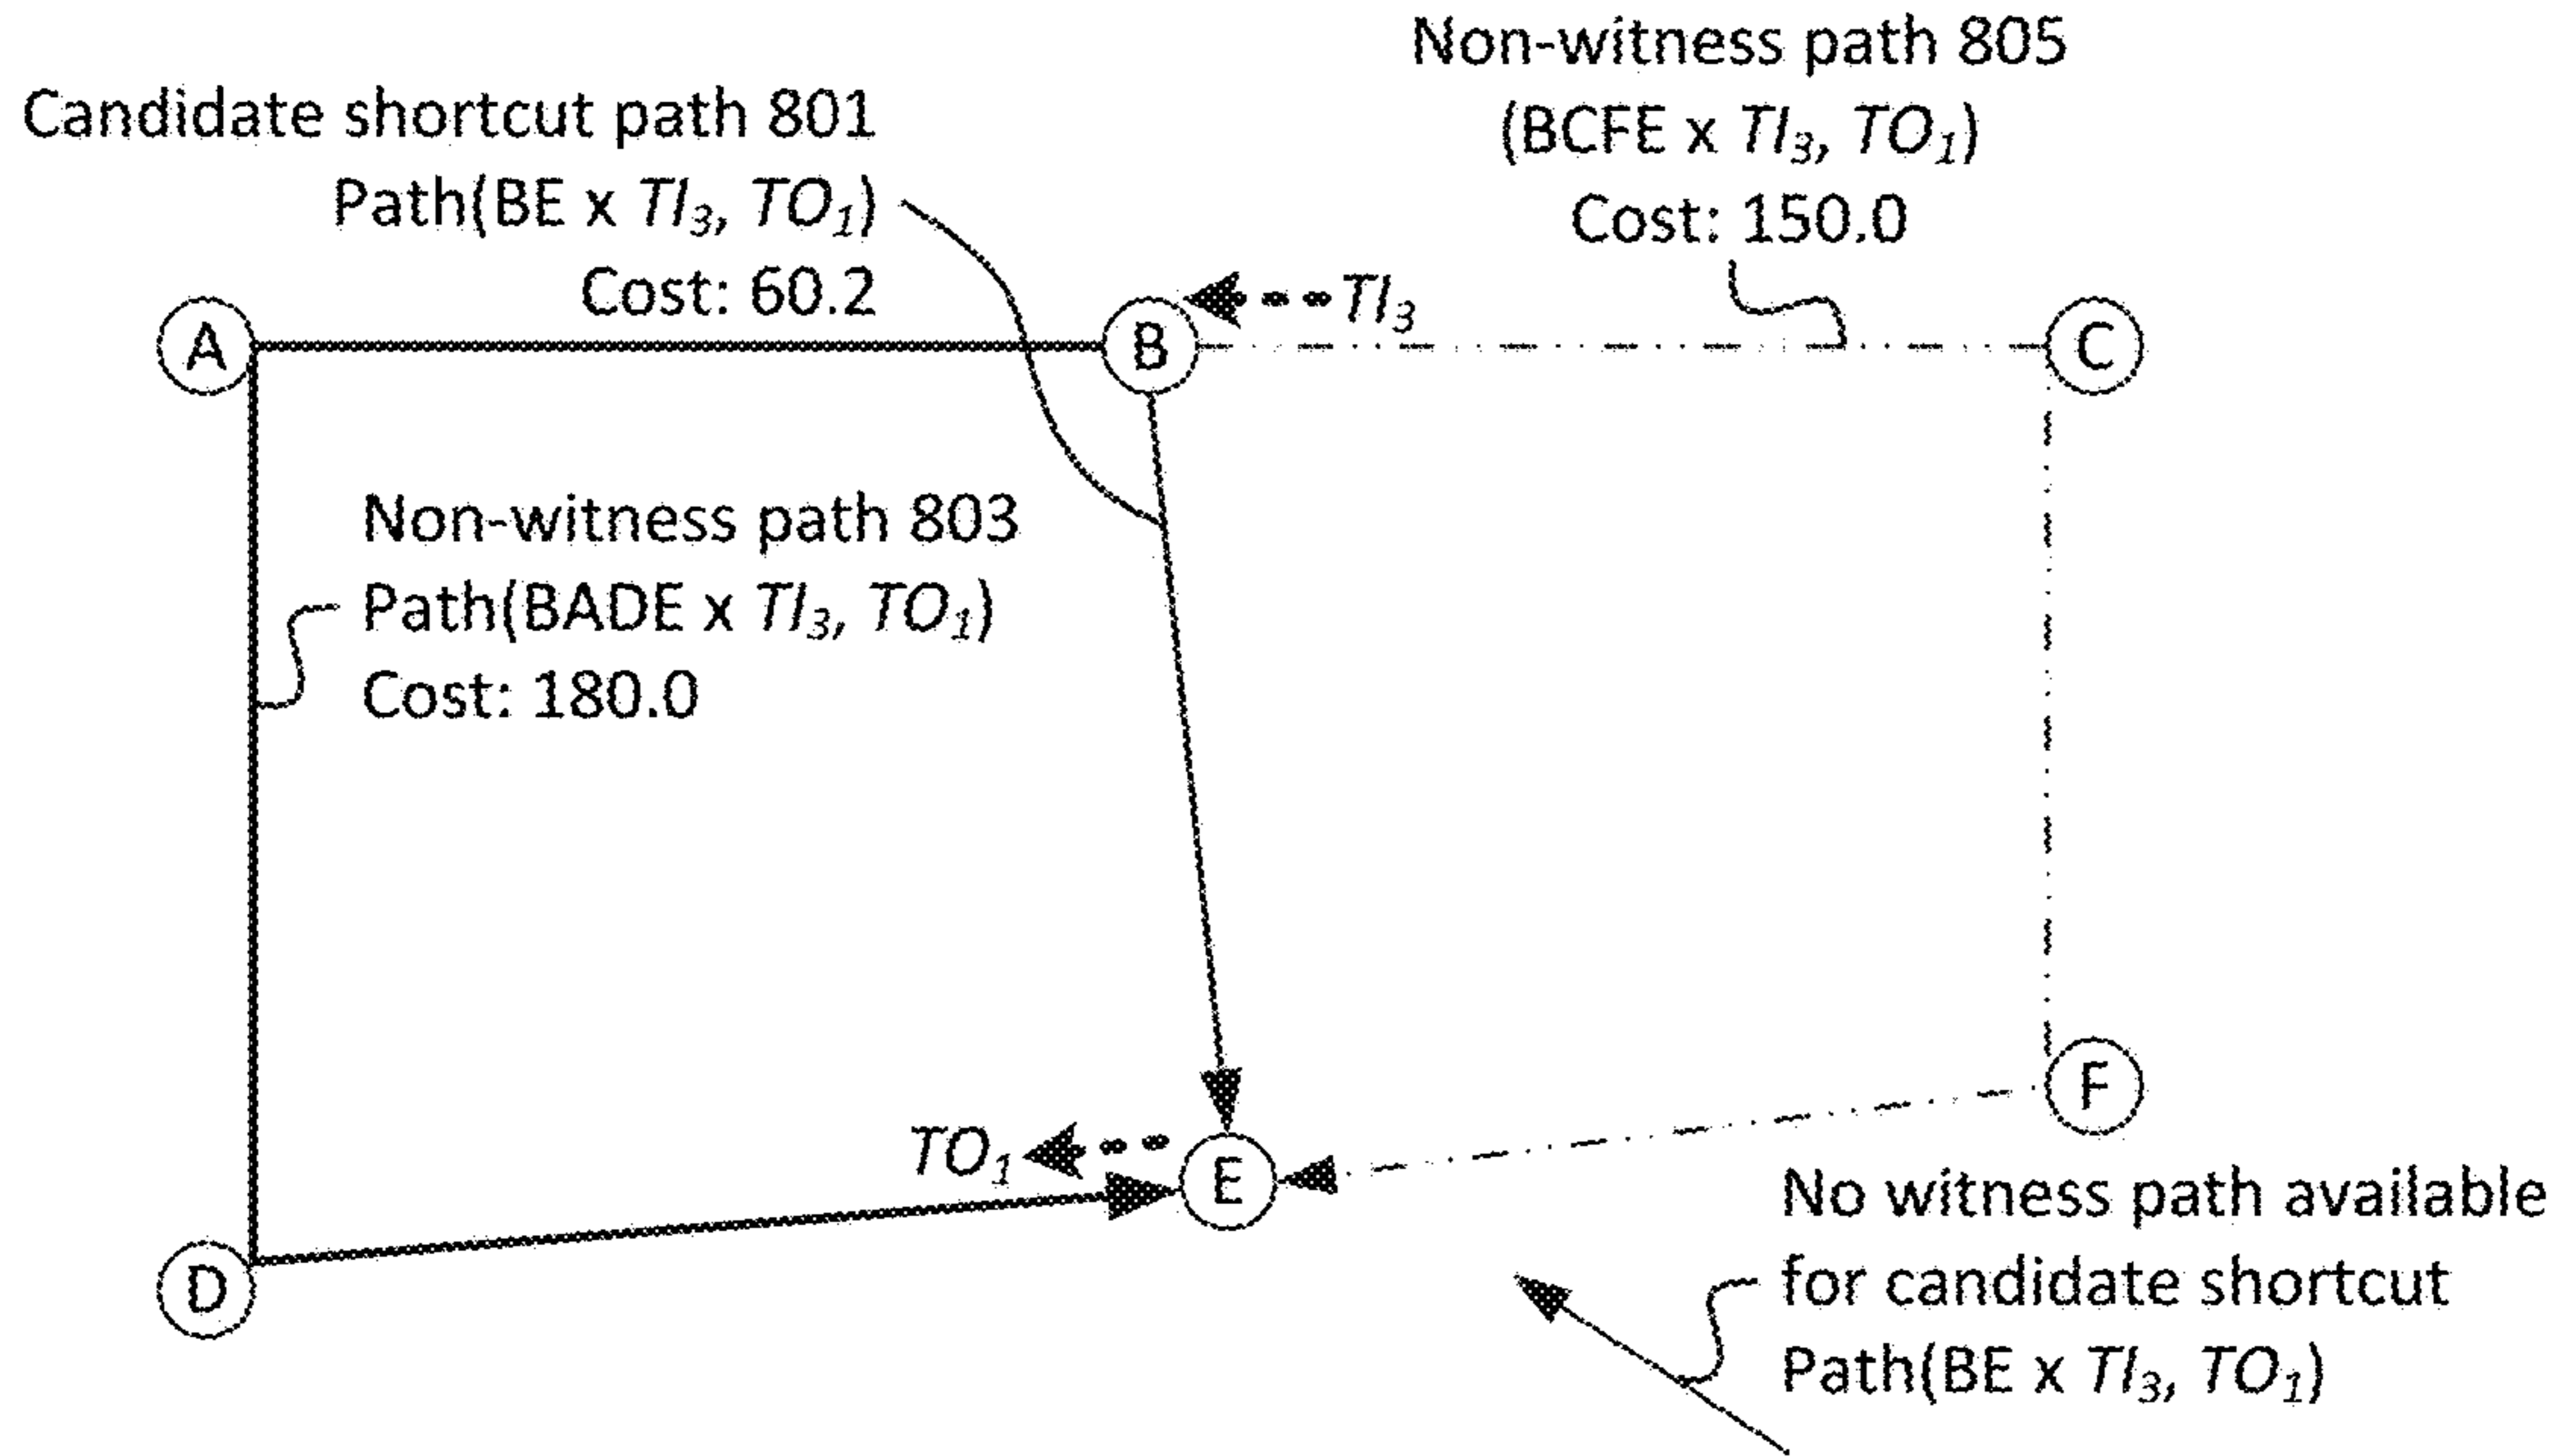 Non-witness path 805
(BCFE x TI₃, TO₁)
Cost: 150.0
Candidate shortcut path 801
Path(BE x TI₃, TO₁)
Cost: 60.2
TI₃
A
B
C
Non-witness path 803
Path(BADE x TI₃, TO₁)
Cost: 180.0
TO₁
E
F
D
No witness path available
for candidate shortcut
Path(BE x TI₃, TO₁)